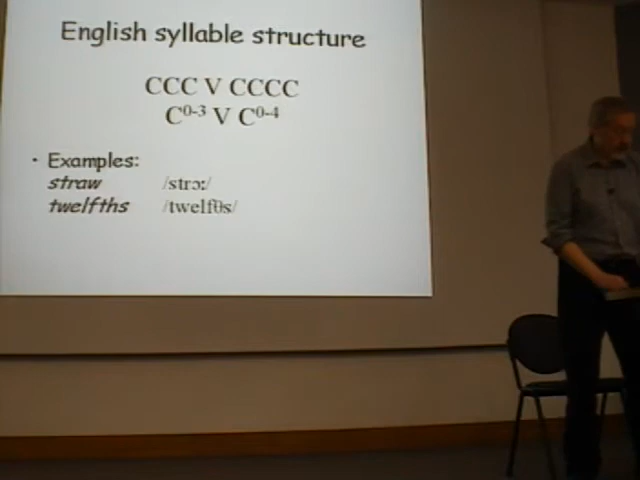 English syllable structure
CCC V CCCC
C⁰⁻³ V C⁰⁻⁴
• Examples:
straw /strɔː/
twelfths /twelfθs/